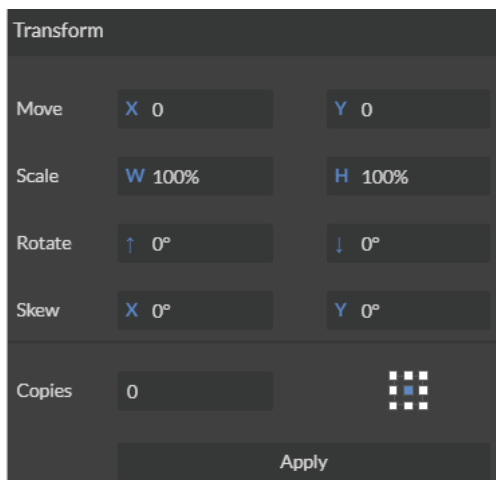 Transform
Move X 0 Y 0
Scale W 100% H 100%
Rotate ↑ 0° ↓ 0°
Skew X 0° Y 0°
Copies 0
Apply